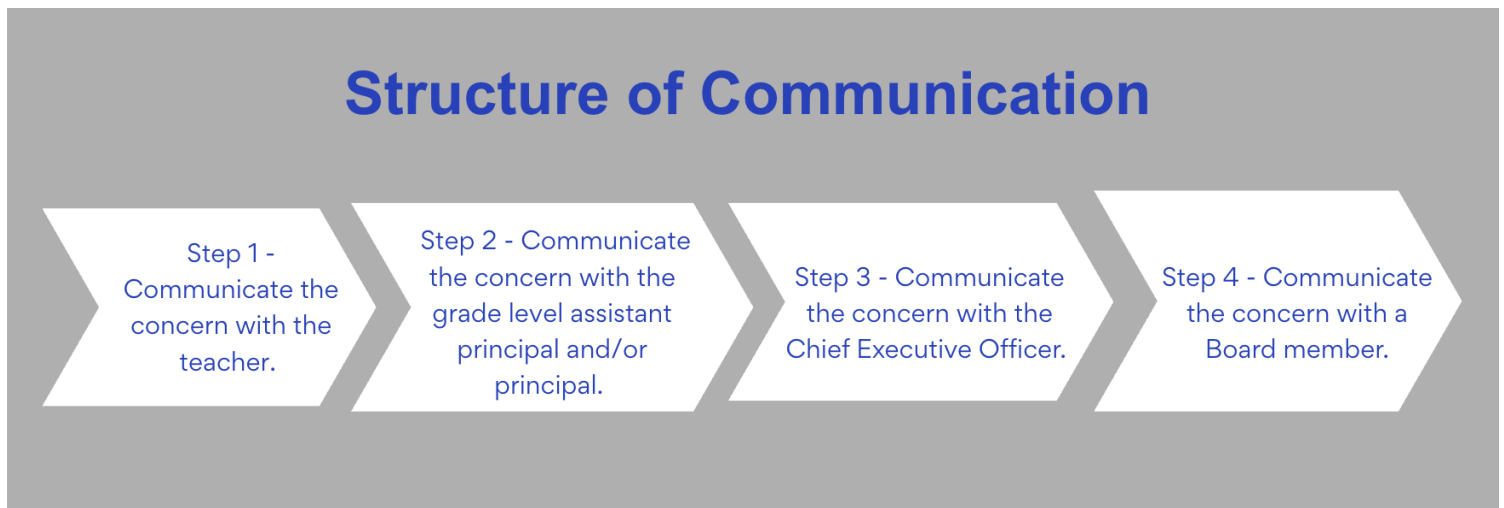 Structure of Communication
Step 1 -
Communicate the
concern with the
teacher.
Step 2 - Communicate
the concern with the
grade level assistant
principal and/or
principal.
Step 3 - Communicate
the concern with the
Chief Executive Officer.
Step 4 - Communicate
the concern with a
Board member.